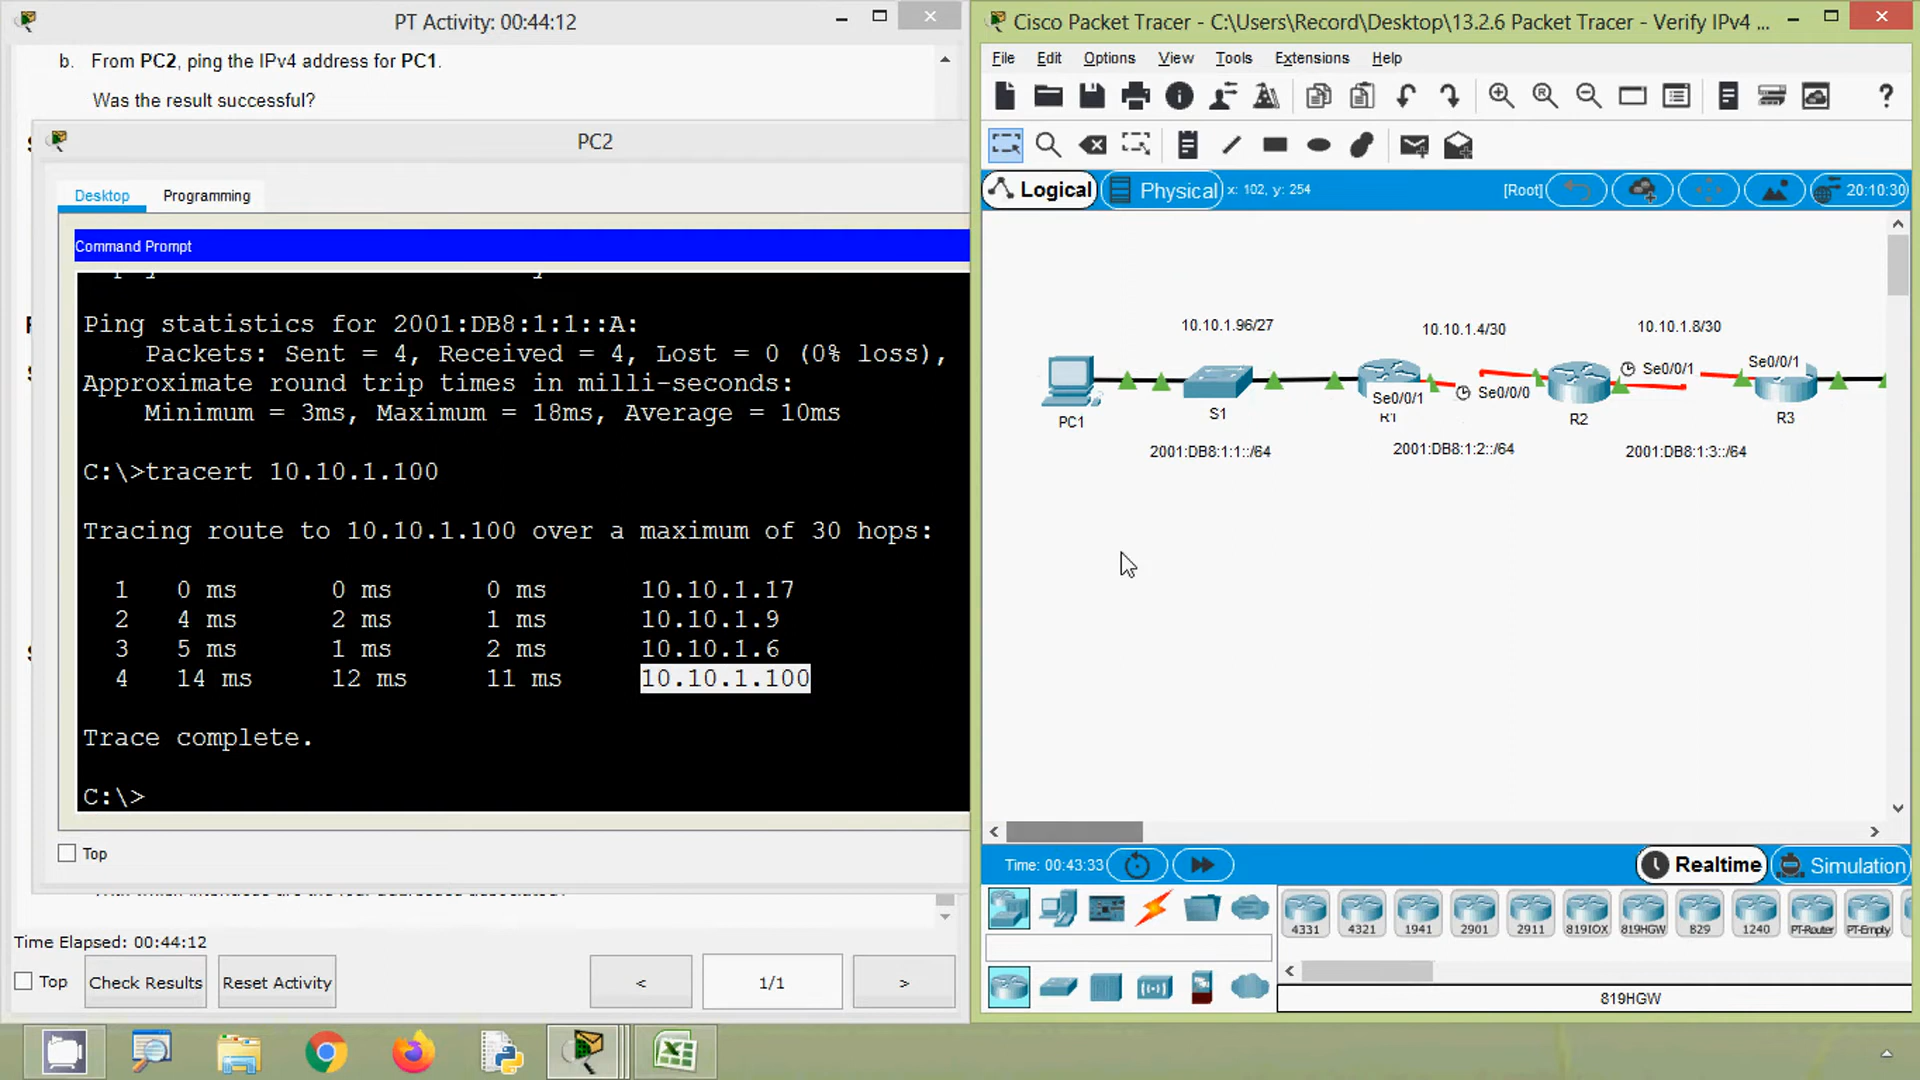 PT Activity: 00:44:12
b. From PC2, ping the IPv4 address for PC1.
Was the result successful?
PC2
Desktop
Programming
Command Prompt
Ping statistics for 2001:DB8:1:1::A:
Packets: Sent = 4, Received = 4, Lost = 0 (0% loss),
Approximate round trip times in milli-seconds:
Minimum = 3ms, Maximum = 18ms, Average = 10ms
C:\>tracert 10.10.1.100
Tracing route to 10.10.1.100 over a maximum of 30 hops:
1 0 ms 0 ms 0 ms 10.10.1.17
2 4 ms 2 ms 1 ms 10.10.1.9
3 5 ms 1 ms 2 ms 10.10.1.6
4 14 ms 12 ms 11 ms 10.10.1.100
Trace complete.
C:\>
Top
Time Elapsed: 00:44:12
Top
Check Results
Reset Activity
<
1/1
>
Cisco Packet Tracer - C:\Users\Record\Desktop\13.2.6 Packet Tracer - Verify IPv4 ...
File Edit Options View Tools Extensions Help
Logical
Physical
x: 102, y: 254
[Root]
20:10:30
10.10.1.96/27
10.10.1.4/30
10.10.1.8/30
Se0/0/1
Se0/0/1
Se0/0/0
Se0/0/1
PC1
S1
R1
R2
R3
2001:DB8:1:1::/64
2001:DB8:1:2::/64
2001:DB8:1:3::/64
Time: 00:43:33
Realtime
Simulation
4331
4321
1941
2901
2911
819IOX
819HGW
829
1240
PT-Router
PT-Empty
819HGW